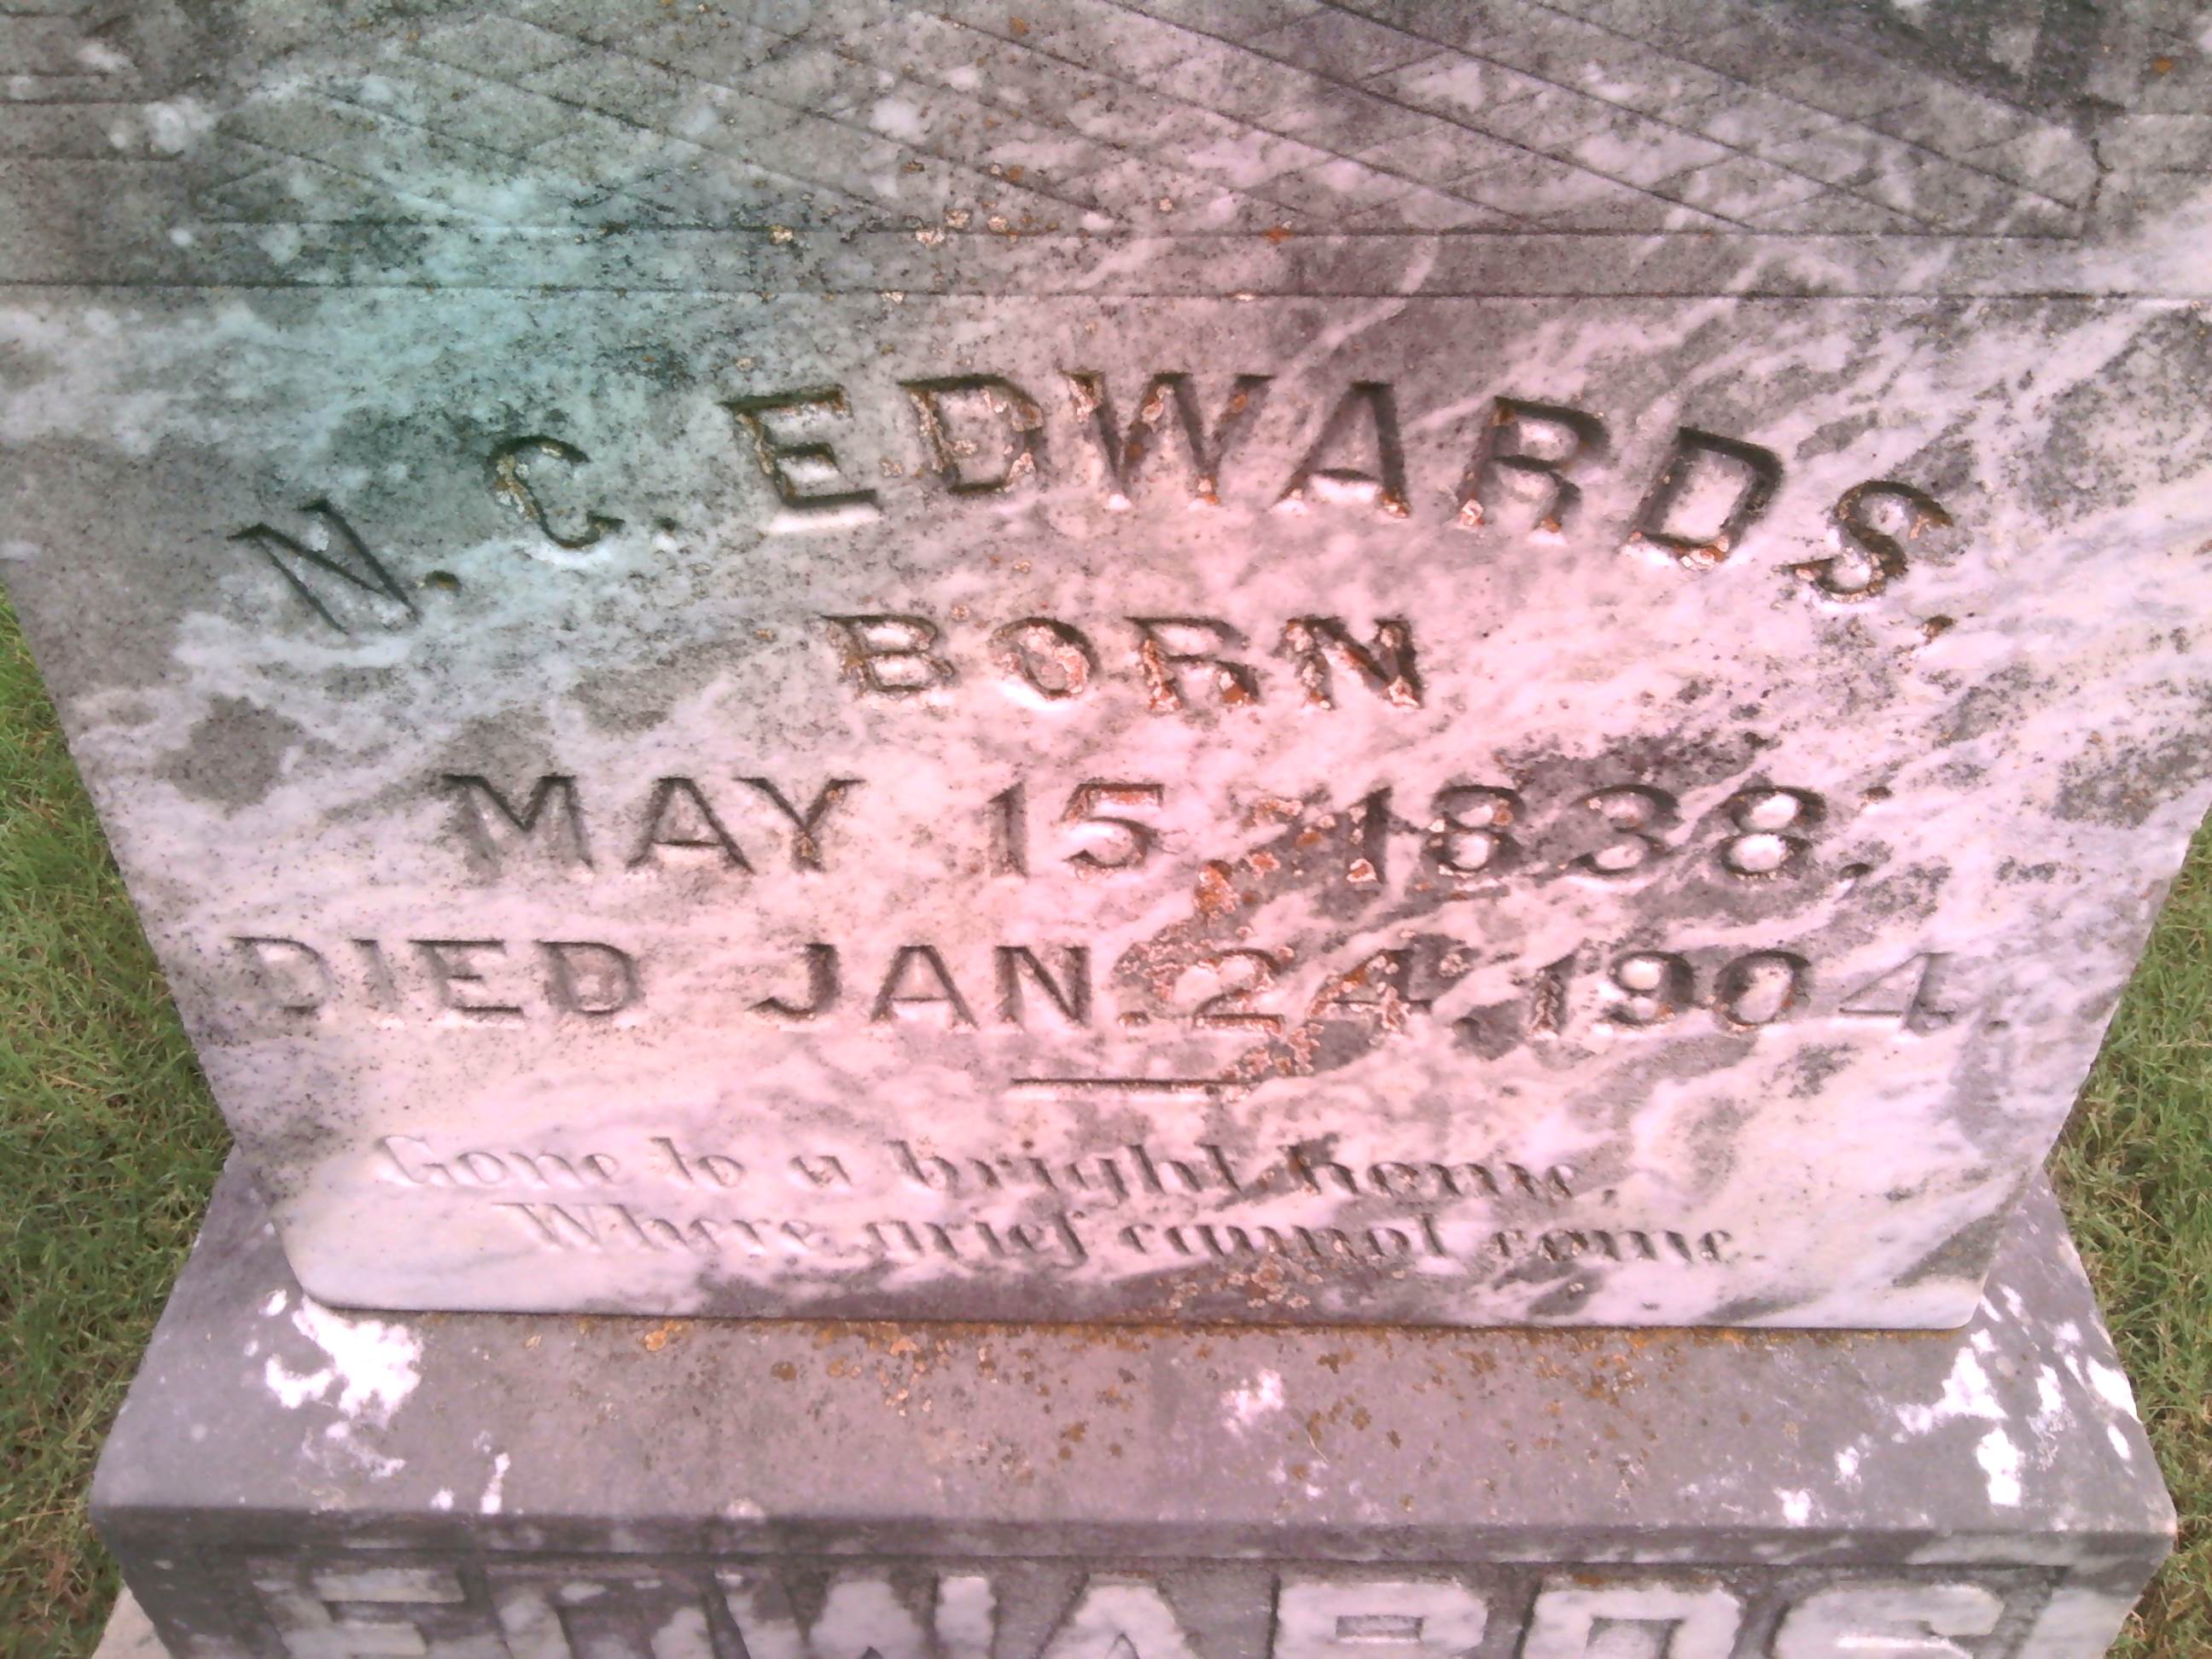 N. C. EDWARDS.
BORN
MAY 15, 1838;
DIED JAN. 24, 1904.
Gone to a bright home,
Where grief cannot come.
EDWARDS